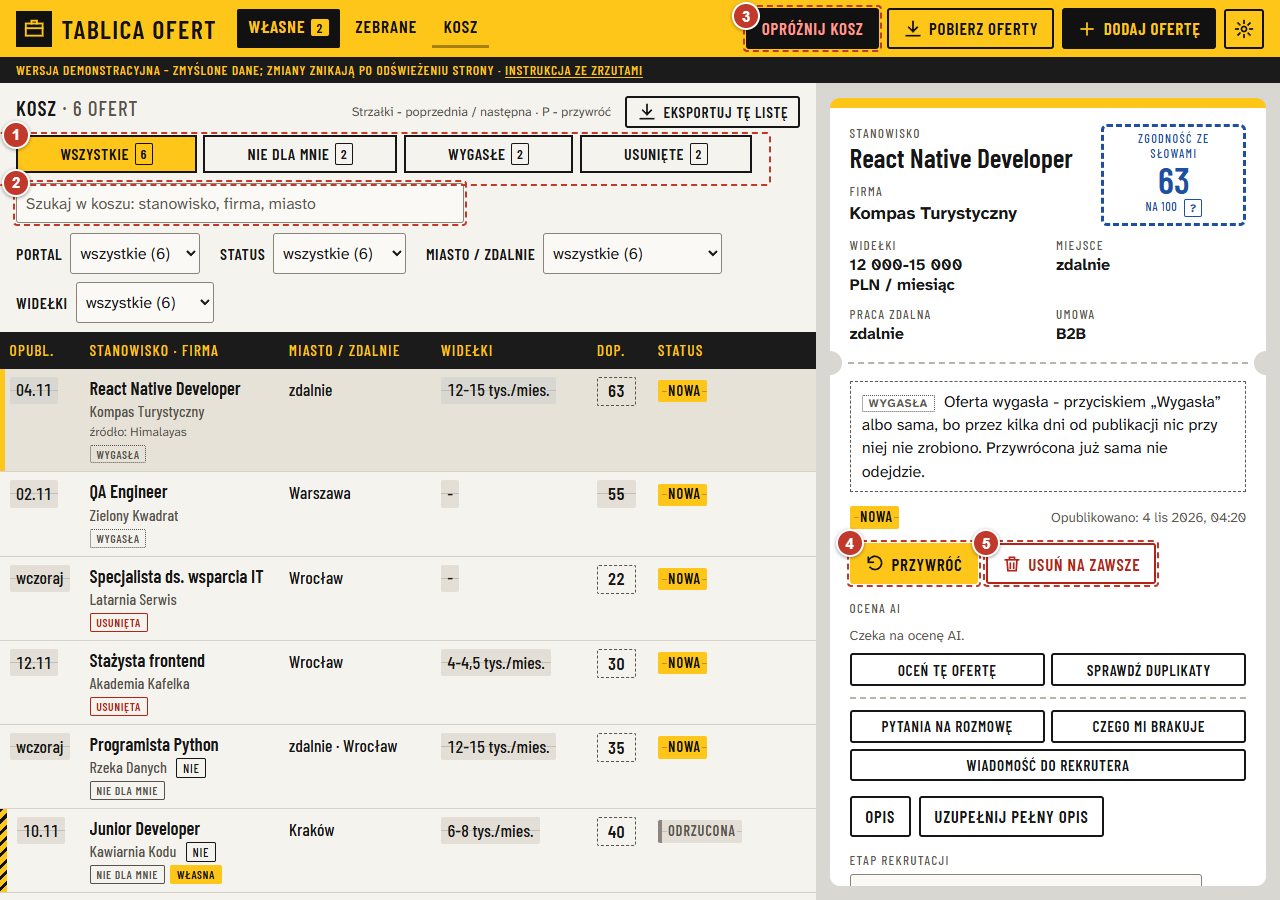 TABLICA OFERT
WŁASNE 2
ZEBRANE
KOSZ
3
OPRÓŻNIJ KOSZ
POBIERZ OFERTY
DODAJ OFERTĘ
WERSJA DEMONSTRACYJNA - ZMYŚLONE DANE; ZMIANY ZNIKAJĄ PO ODŚWIEŻENIU STRONY · INSTRUKCJA ZE ZRZUTAMI
KOSZ · 6 OFERT
Strzałki - poprzednia / następna · P - przywróć
EKSPORTUJ TĘ LISTĘ
1
WSZYSTKIE 6
NIE DLA MNIE 2
WYGASŁE 2
USUNIĘTE 2
2
Szukaj w koszu: stanowisko, firma, miasto
PORTAL wszystkie (6)
STATUS wszystkie (6)
MIASTO / ZDALNIE wszystkie (6)
WIDEŁKI wszystkie (6)
OPUBL. STANOWISKO · FIRMA MIASTO / ZDALNIE WIDEŁKI DOP. STATUS
04.11 React Native Developer zdalnie 12-15 tys./mies. 63 NOWA
Kompas Turystyczny
źródło: Himalayas
WYGASŁA
02.11 QA Engineer Warszawa - 55 NOWA
Zielony Kwadrat
WYGASŁA
wczoraj Specjalista ds. wsparcia IT Wrocław - 22 NOWA
Latarnia Serwis
USUNIĘTA
12.11 Stażysta frontend Wrocław 4-4,5 tys./mies. 30 NOWA
Akademia Kafelka
USUNIĘTA
wczoraj Programista Python zdalnie · Wrocław 12-15 tys./mies. 35 NOWA
Rzeka Danych NIE
NIE DLA MNIE
10.11 Junior Developer Kraków 6-8 tys./mies. 40 ODRZUCONA
Kawiarnia Kodu NIE
NIE DLA MNIE WŁASNA
STANOWISKO
React Native Developer
FIRMA
Kompas Turystyczny
ZGODNOŚĆ ZE
SŁOWAMI
63
NA 100 ?
WIDEŁKI
12 000-15 000
PLN / miesiąc
MIEJSCE
zdalnie
PRACA ZDALNA
zdalnie
UMOWA
B2B
WYGASŁA Oferta wygasła - przyciskiem „Wygasła”
albo sama, bo przez kilka dni od publikacji nic przy
niej nie zrobiono. Przywrócona już sama nie
odejdzie.
NOWA
Opublikowano: 4 lis 2026, 04:20
4
PRZYWRÓĆ
5
USUŃ NA ZAWSZE
OCENA AI
Czeka na ocenę AI.
OCEŃ TĘ OFERTĘ
SPRAWDŹ DUPLIKATY
PYTANIA NA ROZMOWĘ
CZEGO MI BRAKUJE
WIADOMOŚĆ DO REKRUTERA
OPIS
UZUPEŁNIJ PEŁNY OPIS
ETAP REKRUTACJI